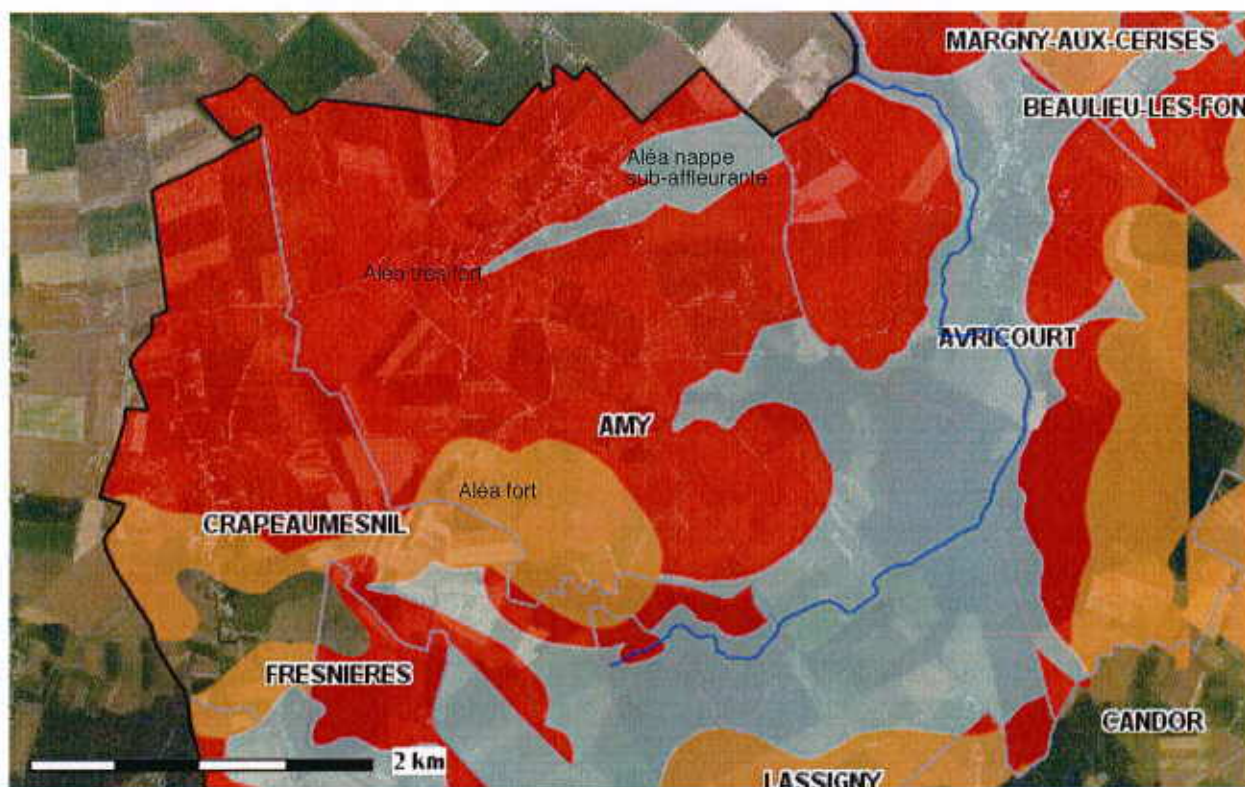 MARGNY-AUX-CERISES
BEAULIEU-LES-FON
Aléa nappe
sub-affleurante
Aléa très fort
AVRICOURT
AMY
Aléa fort
CRAPEAUMESNIL
FRESNIERES
CANDOR
2 km
LASSIGNY